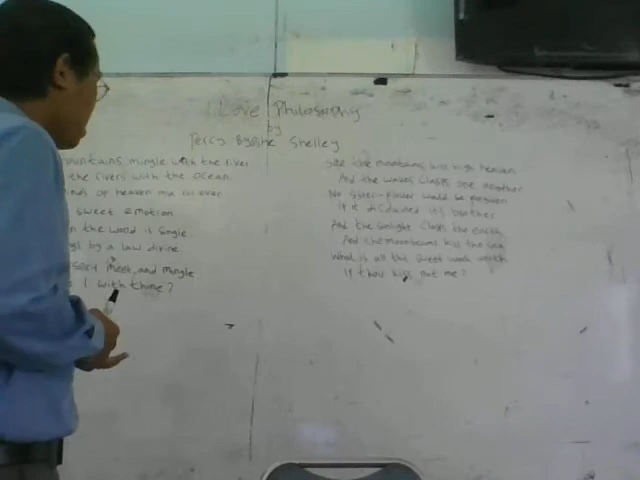 Love Philosophy
by
Percy Bysshe Shelley
ountains mingle with the river
the rivers with the ocean
nds of heaven mix forever
sweet emotion
n the world is single
by a law divine
meet and mingle
I with thine?
See the mountains kiss high heaven
And the waves clasps one another
No sister-flower would be forgiven
If it disdained its brother
And the sunlight clasps the earth
And the moonbeams kiss the sea
What is all this sweet work worth
If thou kiss not me?